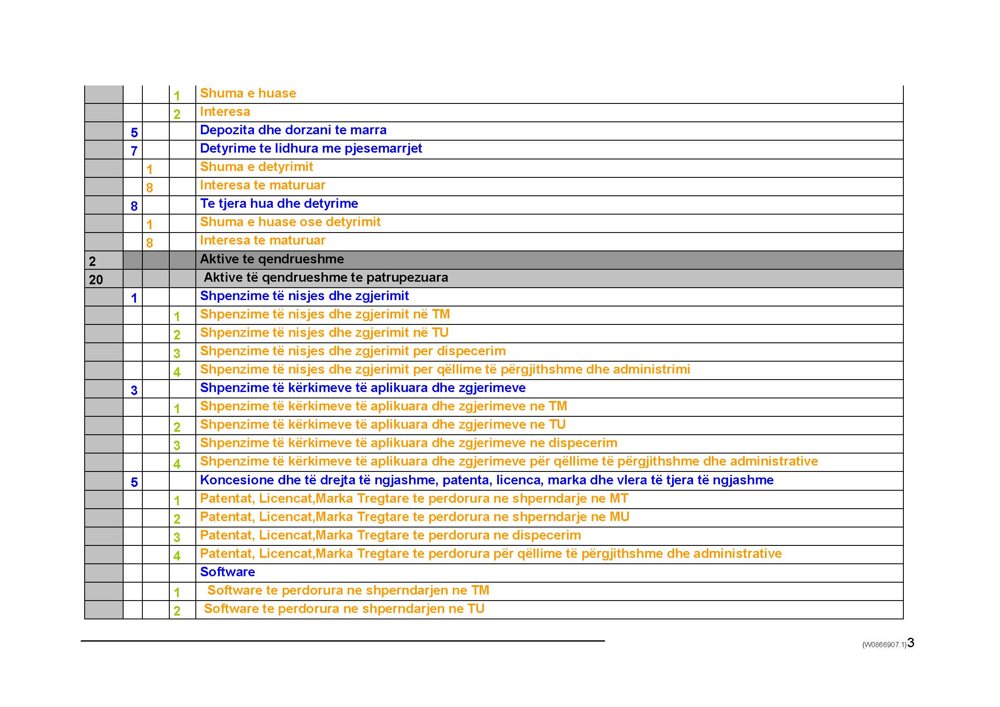 1 Shuma e huase
2 Interesa
5 Depozita dhe dorzani te marra
7 Detyrime te lidhura me pjesemarrjet
1 Shuma e detyrimit
8 Interesa te maturuar
8 Te tjera hua dhe detyrime
1 Shuma e huase ose detyrimit
8 Interesa te maturuar
2 Aktive te qendrueshme
20 Aktive të qendrueshme te patrupezuara
1 Shpenzime të nisjes dhe zgjerimit
1 Shpenzime të nisjes dhe zgjerimit në TM
2 Shpenzime të nisjes dhe zgjerimit në TU
3 Shpenzime të nisjes dhe zgjerimit per dispecerim
4 Shpenzime të nisjes dhe zgjerimit per qëllime të përgjithshme dhe administrimi
3 Shpenzime të kërkimeve të aplikuara dhe zgjerimeve
1 Shpenzime të kërkimeve të aplikuara dhe zgjerimeve ne TM
2 Shpenzime të kërkimeve të aplikuara dhe zgjerimeve ne TU
3 Shpenzime të kërkimeve të aplikuara dhe zgjerimeve ne dispecerim
4 Shpenzime të kërkimeve të aplikuara dhe zgjerimeve për qëllime të përgjithshme dhe administrative
5 Koncesione dhe të drejta të ngjashme, patenta, licenca, marka dhe vlera të tjera të ngjashme
1 Patentat, Licencat,Marka Tregtare te perdorura ne shperndarje ne MT
2 Patentat, Licencat,Marka Tregtare te perdorura ne shperndarje ne MU
3 Patentat, Licencat,Marka Tregtare te perdorura ne dispecerim
4 Patentat, Licencat,Marka Tregtare te perdorura për qëllime të përgjithshme dhe administrative
Software
1 Software te perdorura ne shperndarjen ne TM
2 Software te perdorura ne shperndarjen ne TU
{W0866907.1}3